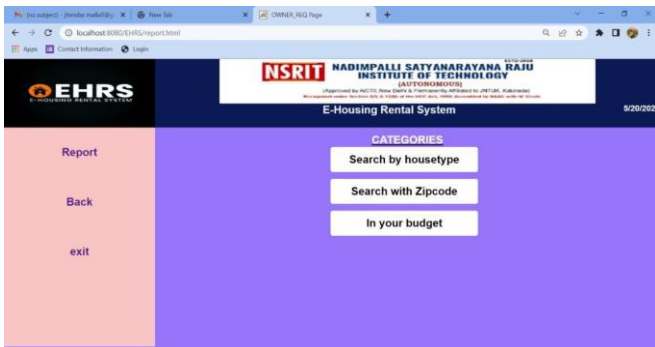 (no subject) - jitendar.mallafi@g
New Tab
OWNER_REQ Page
localhost:8080/EHRS/report.html
Apps
Contact Information
Login
EHRS
E-HOUSING RENTAL SYSTEM
NSRIT
ESTD-2008
NADIMPALLI SATYANARAYANA RAJU
INSTITUTE OF TECHNOLOGY
(AUTONOMOUS)
(Approved by AICTE, New Delhi & Permanently Affiliated to JNTUK, Kakinada)
E-Housing Rental System
5/20/202
Report
Back
exit
CATEGORIES
Search by housetype
Search with Zipcode
In your budget